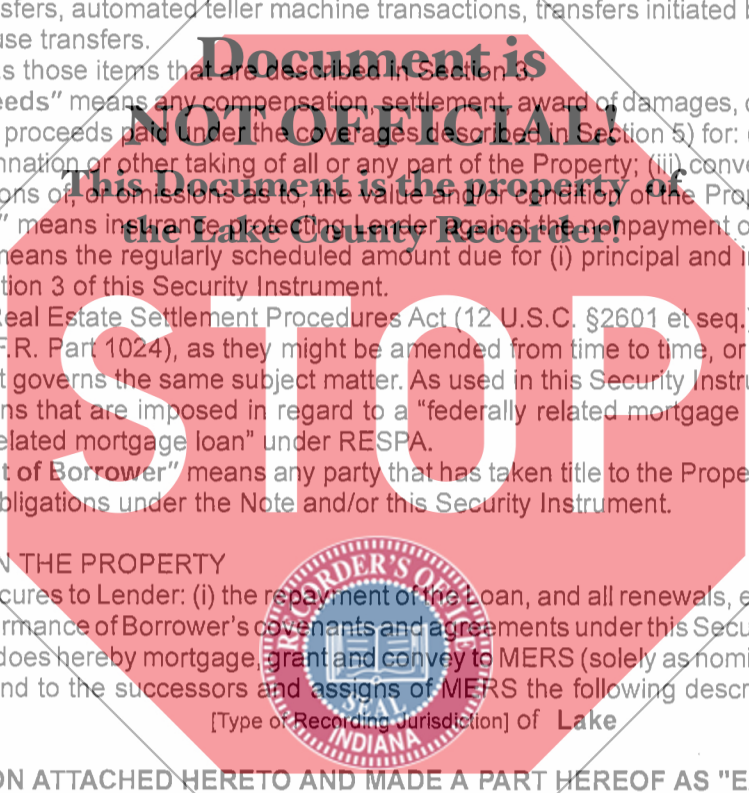 sfers, automated teller machine transactions, transfers initiated
use transfers.
Document is
s those items that are described in Section 3.
eeds” means any compensation, settlement, award of damages,
NOT OFFICIAL!
proceeds paid under the coverages described in Section 5) for:
nnation or other taking of all or any part of the Property; (iii) conve
This Document is the property of
ons of, or omissions as to, the value and/or condition of the Prop
the Lake County Recorder!
” means insurance protecting Lender against the nonpayment o
means the regularly scheduled amount due for (i) principal and i
tion 3 of this Security Instrument.
Real Estate Settlement Procedures Act (12 U.S.C. §2601 et seq.)
F.R. Part 1024), as they might be amended from time to time, or
t governs the same subject matter. As used in this Security Instru
STOP
ns that are imposed in regard to a “federally related mortgage
elated mortgage loan” under RESPA.
t of Borrower” means any party that has taken title to the Prope
bligations under the Note and/or this Security Instrument.
N THE PROPERTY
RECORDER'S OFFICE
cures to Lender: (i) the repayment of the Loan, and all renewals, e
rmance of Borrower’s covenants and agreements under this Secu
does hereby mortgage, grant and convey to MERS (solely as nomi
nd to the successors and assigns of MERS the following descr
SEAL
[Type of Recording Jurisdiction] of Lake
INDIANA
ON ATTACHED HERETO AND MADE A PART HEREOF AS "E